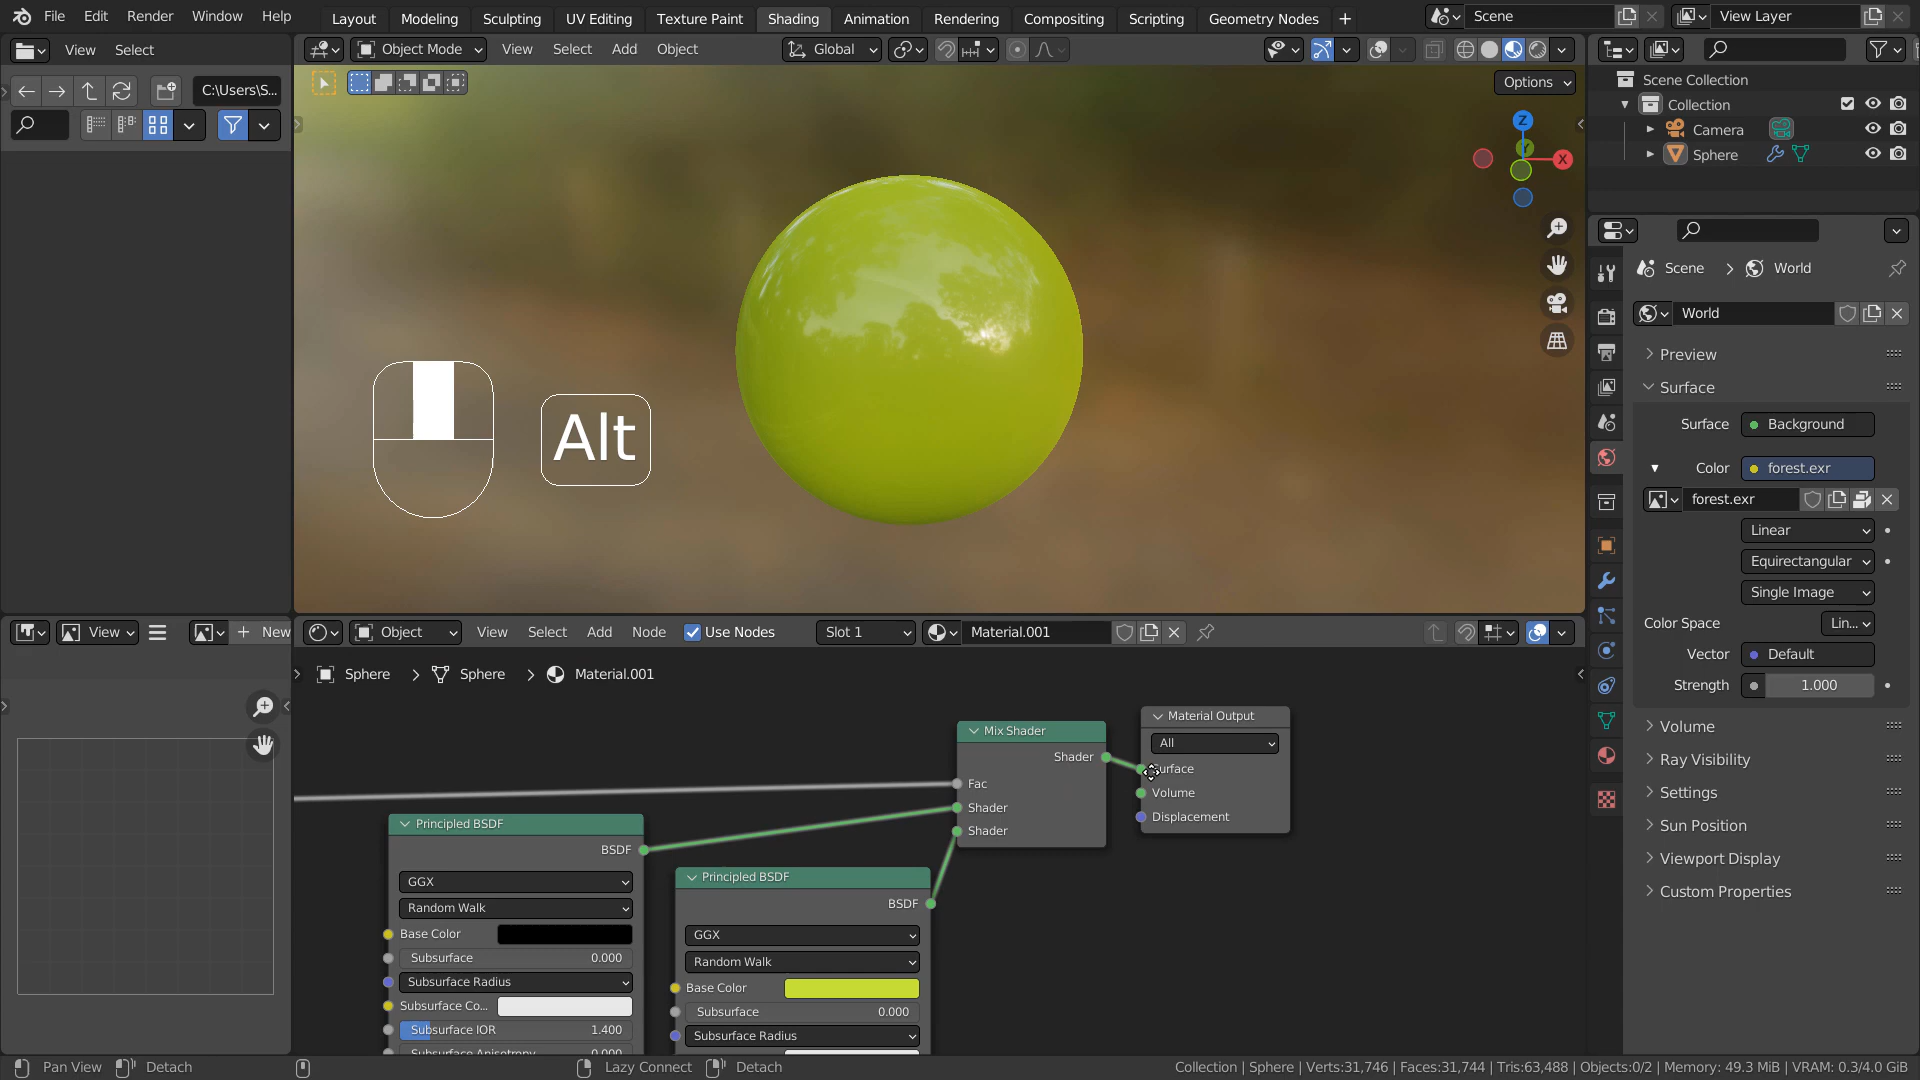 File Edit Render Window Help
Layout Modeling Sculpting UV Editing Texture Paint Shading Animation Rendering Compositing Scripting Geometry Nodes +
Scene
View Layer
View Select
Object Mode View Select Add Object
Global
C:\Users\S...
Options
Z
Y
X
Alt
Scene Collection
Collection
Camera
Sphere
Scene > World
World
Preview
Surface
Surface Background
Color forest.exr
forest.exr
Linear
Equirectangular
Single Image
Color Space Lin...
Vector Default
Strength 1.000
Volume
Ray Visibility
Settings
Sun Position
Viewport Display
Custom Properties
View
+ New
Object View Select Add Node Use Nodes Slot 1 Material.001
Sphere > Sphere > Material.001
Mix Shader
Shader
Fac
Shader
Shader
Material Output
All
Surface
Volume
Displacement
Principled BSDF
BSDF
GGX
Random Walk
Base Color
Subsurface 0.000
Subsurface Radius
Subsurface Co...
Subsurface IOR 1.400
Subsurface Anisotropy 0.000
Principled BSDF
BSDF
GGX
Random Walk
Base Color
Subsurface 0.000
Subsurface Radius
Pan View Detach Lazy Connect Detach
Collection | Sphere | Verts:31,746 | Faces:31,744 | Tris:63,488 | Objects:0/2 | Memory: 49.3 MiB | VRAM: 0.3/4.0 GiB